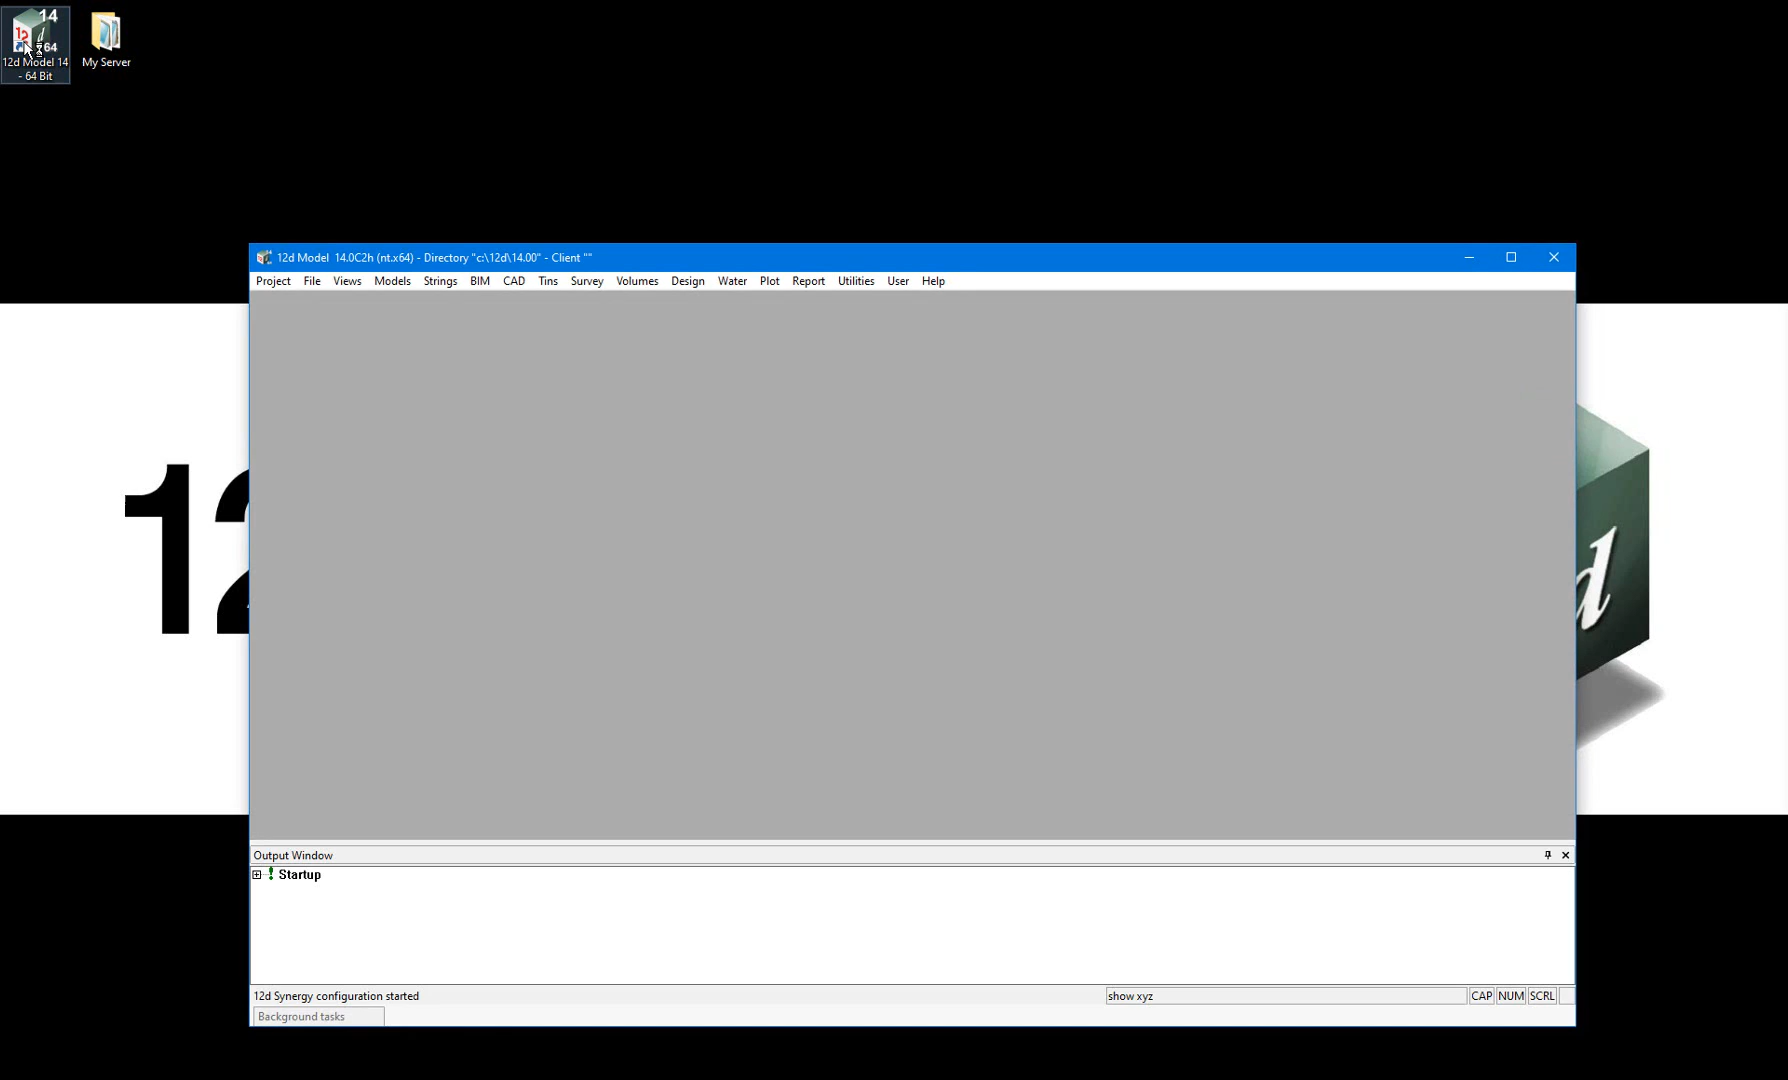 14
12
d
64
12d Model 14
- 64 Bit
My Server
12d Model 14.0C2h (nt.x64) - Directory "c:\12d\14.00" - Client ""
Project File Views Models Strings BIM CAD Tins Survey Volumes Design Water Plot Report Utilities User Help
12
d
Output Window
Startup
12d Synergy configuration started
show xyz
CAP NUM SCRL
Background tasks